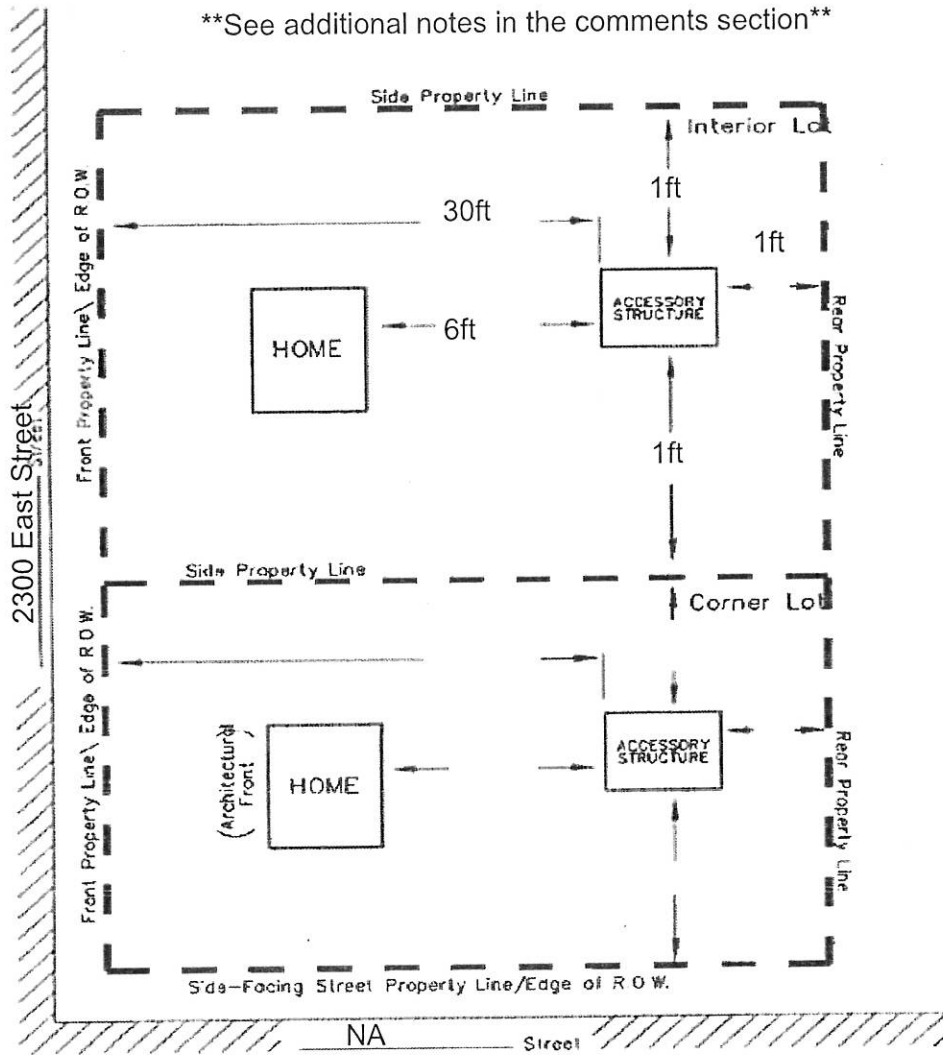 **See additional notes in the comments section**
Side Property Line
Interior Lot
1ft
30ft
1ft
ACCESSORY
STRUCTURE
HOME
6ft
1ft
Front Property Line\ Edge of R.O.W.
Rear Property Line
2300 East Street
Street
Side Property Line
Corner Lot
ACCESSORY
STRUCTURE
(Architectural
Front)
HOME
Front Property Line\ Edge of R.O.W.
Rear Property Line
Side-Facing Street Property Line/Edge of R.O.W.
NA Street